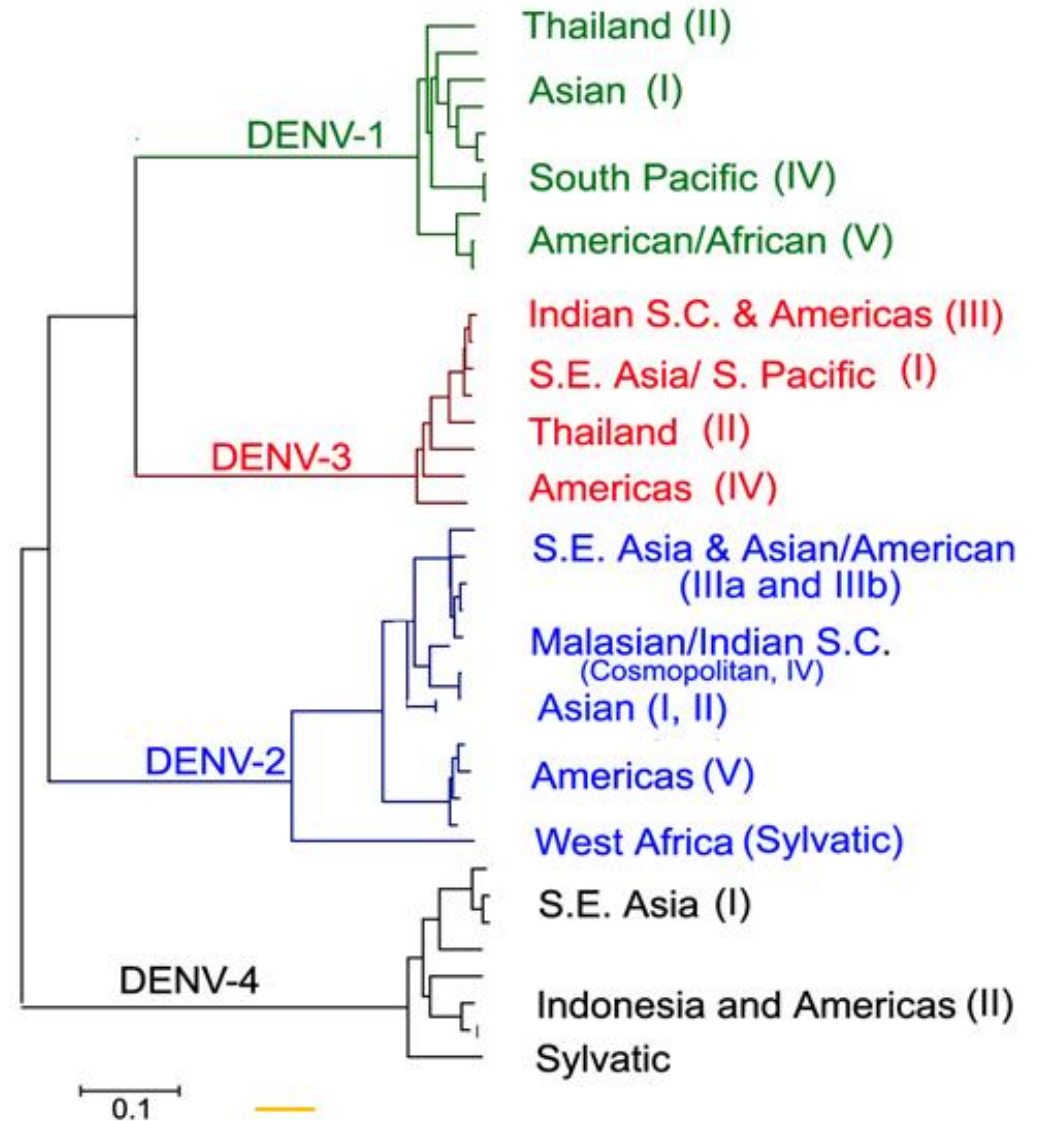 Thailand (II)
Asian (I)
DENV-1
South Pacific (IV)
American/African (V)
Indian S.C. & Americas (III)
S.E. Asia/ S. Pacific (I)
Thailand (II)
DENV-3
Americas (IV)
S.E. Asia & Asian/American
(IIIa and IIIb)
Malasian/Indian S.C.
(Cosmopolitan, IV)
Asian (I, II)
DENV-2
Americas (V)
West Africa (Sylvatic)
S.E. Asia (I)
DENV-4
Indonesia and Americas (II)
Sylvatic
0.1